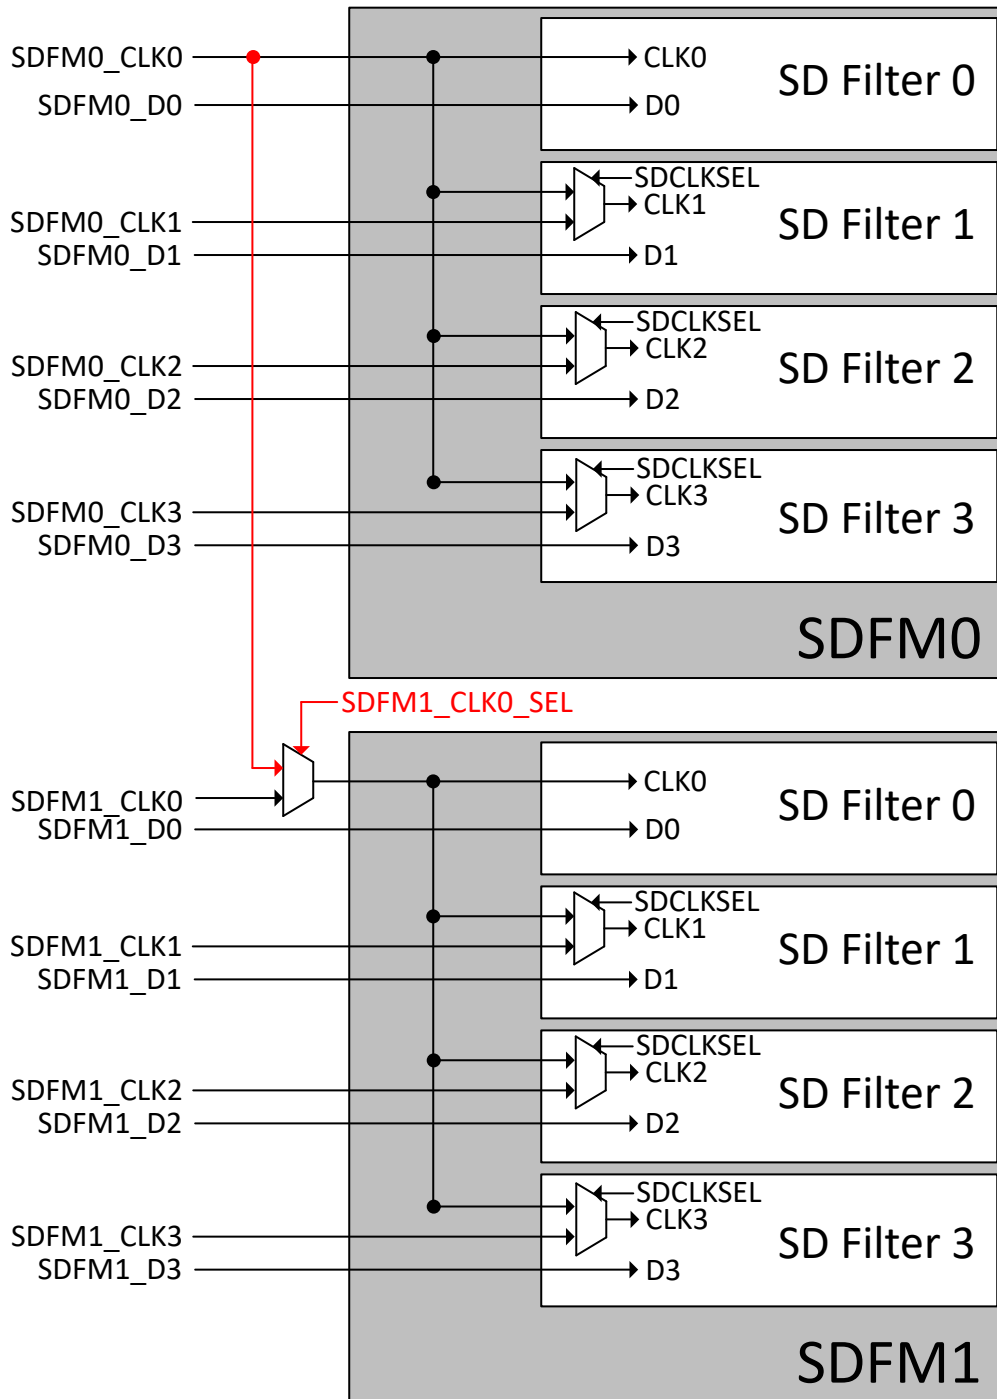 SDFM0_CLK0
CLK0
SD Filter 0
SDFM0_D0
D0
SDCLKSEL
SDFM0_CLK1
CLK1
SD Filter 1
SDFM0_D1
D1
SDCLKSEL
SDFM0_CLK2
CLK2
SD Filter 2
SDFM0_D2
D2
SDCLKSEL
SDFM0_CLK3
CLK3
SD Filter 3
SDFM0_D3
D3
SDFM0
SDFM1_CLK0_SEL
SDFM1_CLK0
CLK0
SD Filter 0
SDFM1_D0
D0
SDCLKSEL
SDFM1_CLK1
CLK1
SD Filter 1
SDFM1_D1
D1
SDCLKSEL
SDFM1_CLK2
CLK2
SD Filter 2
SDFM1_D2
D2
SDCLKSEL
SDFM1_CLK3
CLK3
SD Filter 3
SDFM1_D3
D3
SDFM1